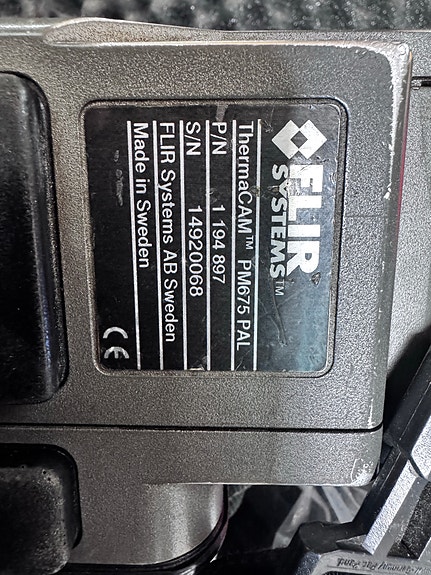 FLIR
SYSTEMS™
ThermaCAM™ PM675 PAL
P/N 1 194 897
S/N 14920068
FLIR Systems AB Sweden
Made in Sweden
CE